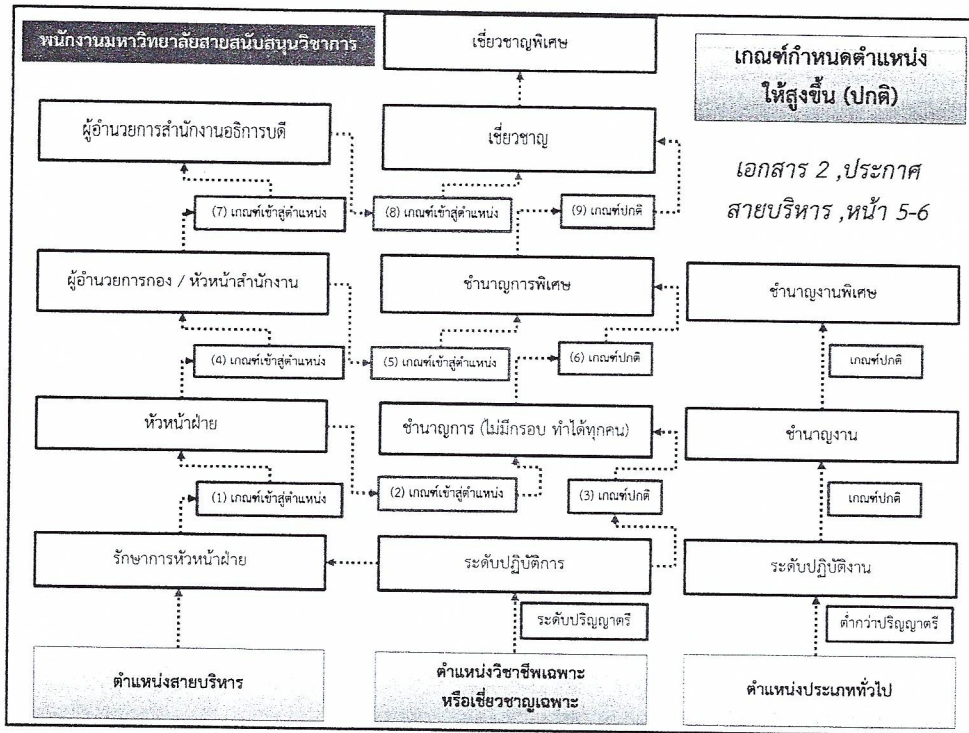 พนักงานมหาวิทยาลัยสายสนับสนุนวิชาการ
เชี่ยวชาญพิเศษ
เกณฑ์กำหนดตำแหน่ง
ให้สูงขึ้น (ปกติ)
ผู้อำนวยการสำนักงานอธิการบดี
เชี่ยวชาญ
เอกสาร 2 ,ประกาศ
สายบริหาร ,หน้า 5-6
(7) เกณฑ์เข้าสู่ตำแหน่ง
(8) เกณฑ์เข้าสู่ตำแหน่ง
(9) เกณฑ์ปกติ
ผู้อำนวยการกอง / หัวหน้าสำนักงาน
ชำนาญการพิเศษ
ชำนาญงานพิเศษ
(4) เกณฑ์เข้าสู่ตำแหน่ง
(5) เกณฑ์เข้าสู่ตำแหน่ง
(6) เกณฑ์ปกติ
เกณฑ์ปกติ
หัวหน้าฝ่าย
ชำนาญการ (ไม่มีกรอบ ทำได้ทุกคน)
ชำนาญงาน
(1) เกณฑ์เข้าสู่ตำแหน่ง
(2) เกณฑ์เข้าสู่ตำแหน่ง
(3) เกณฑ์ปกติ
เกณฑ์ปกติ
รักษาการหัวหน้าฝ่าย
ระดับปฏิบัติการ
ระดับปฏิบัติงาน
ระดับปริญญาตรี
ต่ำกว่าปริญญาตรี
ตำแหน่งสายบริหาร
ตำแหน่งวิชาชีพเฉพาะ
หรือเชี่ยวชาญเฉพาะ
ตำแหน่งประเภททั่วไป